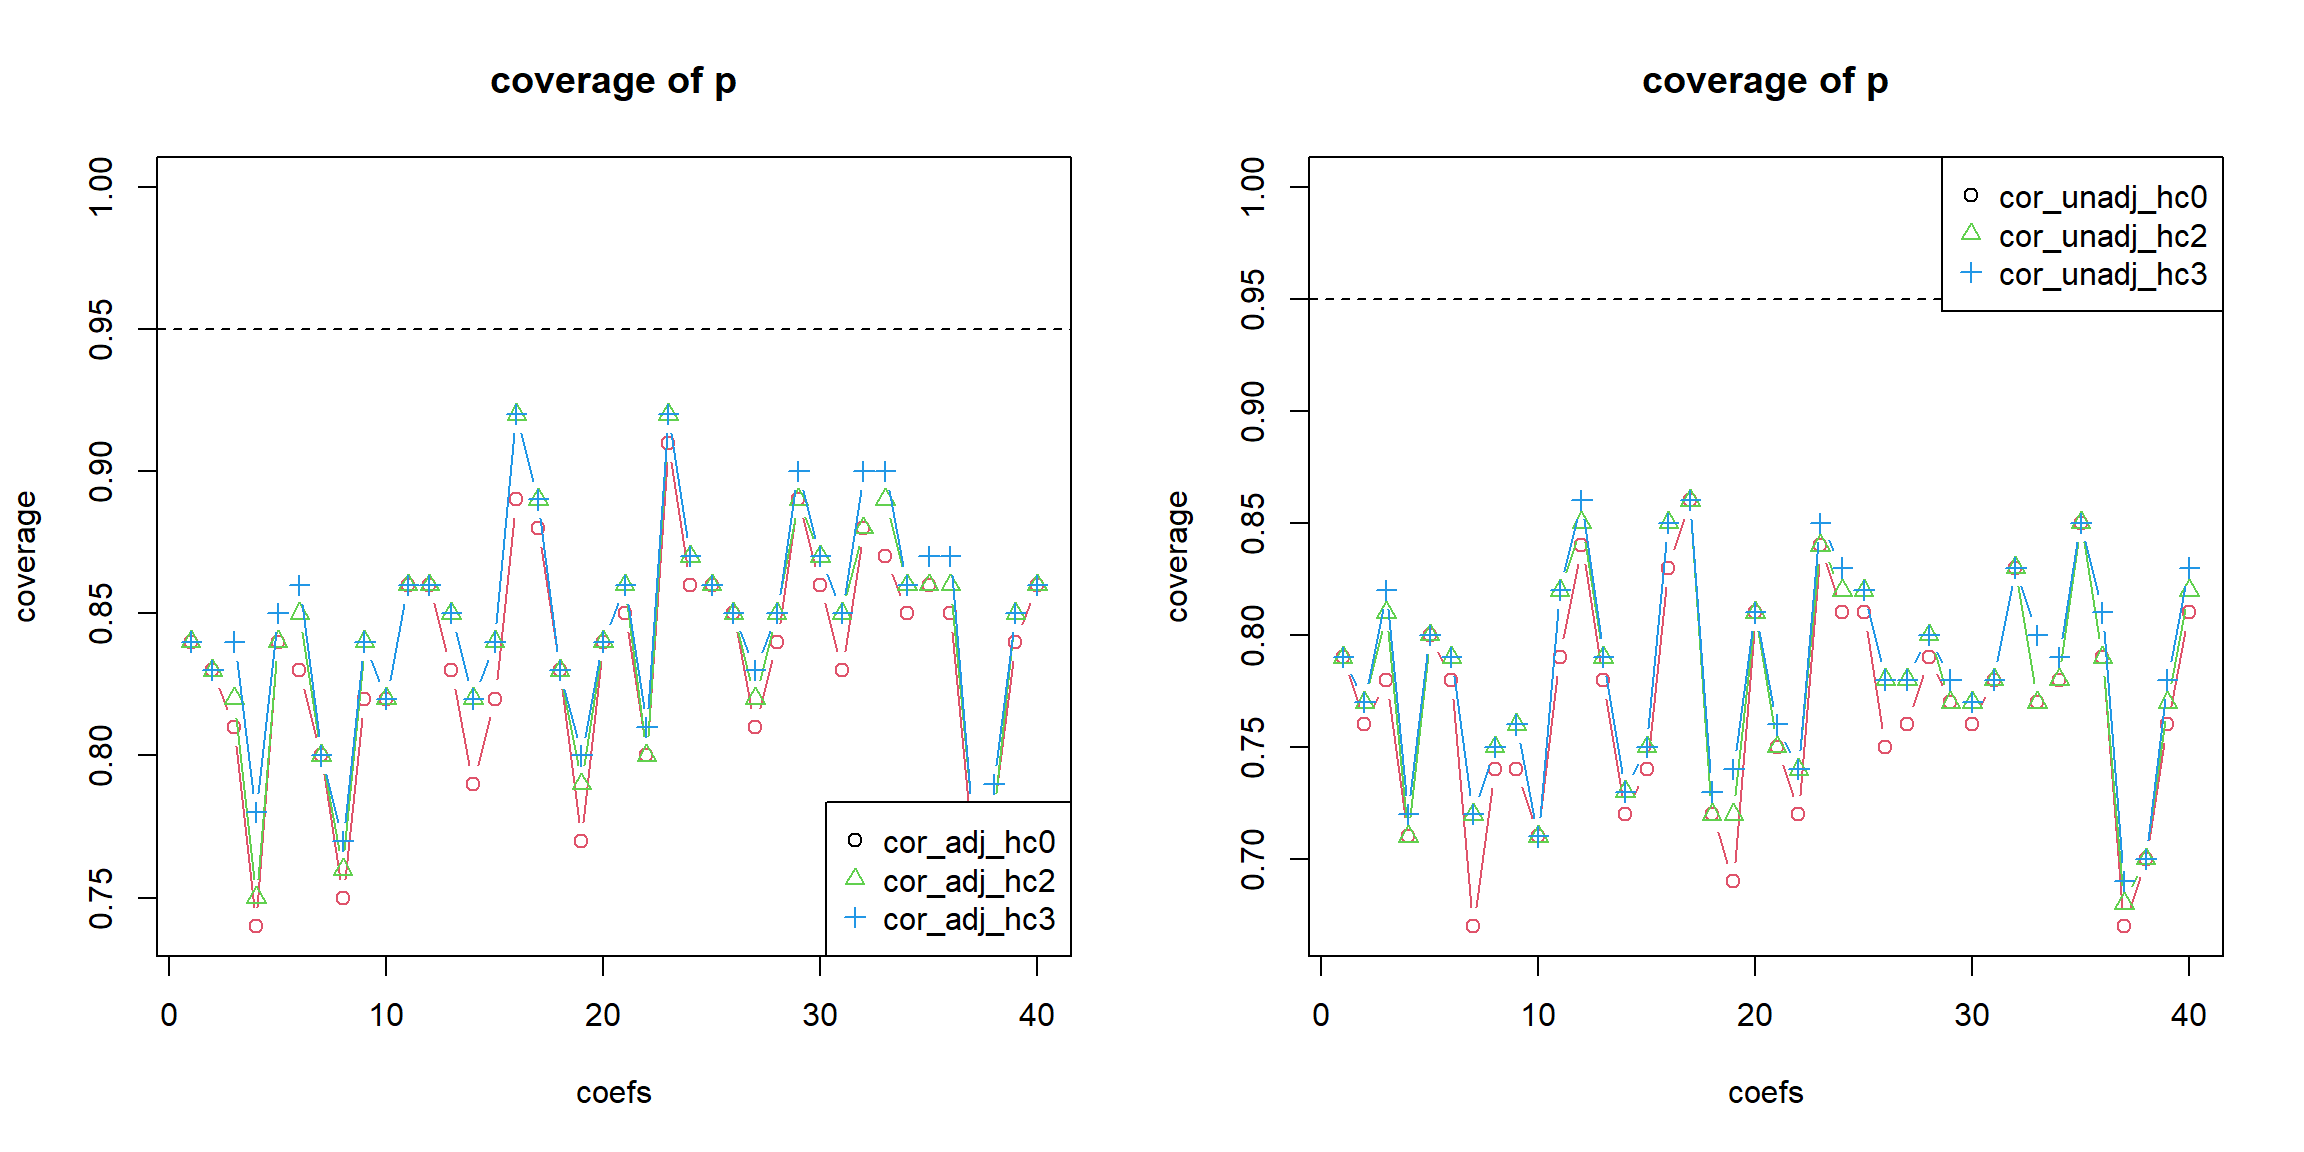 coverage of p
coverage
1.00
0.95
0.90
0.85
0.80
0.75
cor_adj_hc0
cor_adj_hc2
cor_adj_hc3
0 10 20 30 40
coefs
coverage of p
coverage
1.00
0.95
0.90
0.85
0.80
0.75
0.70
cor_unadj_hc0
cor_unadj_hc2
cor_unadj_hc3
0 10 20 30 40
coefs